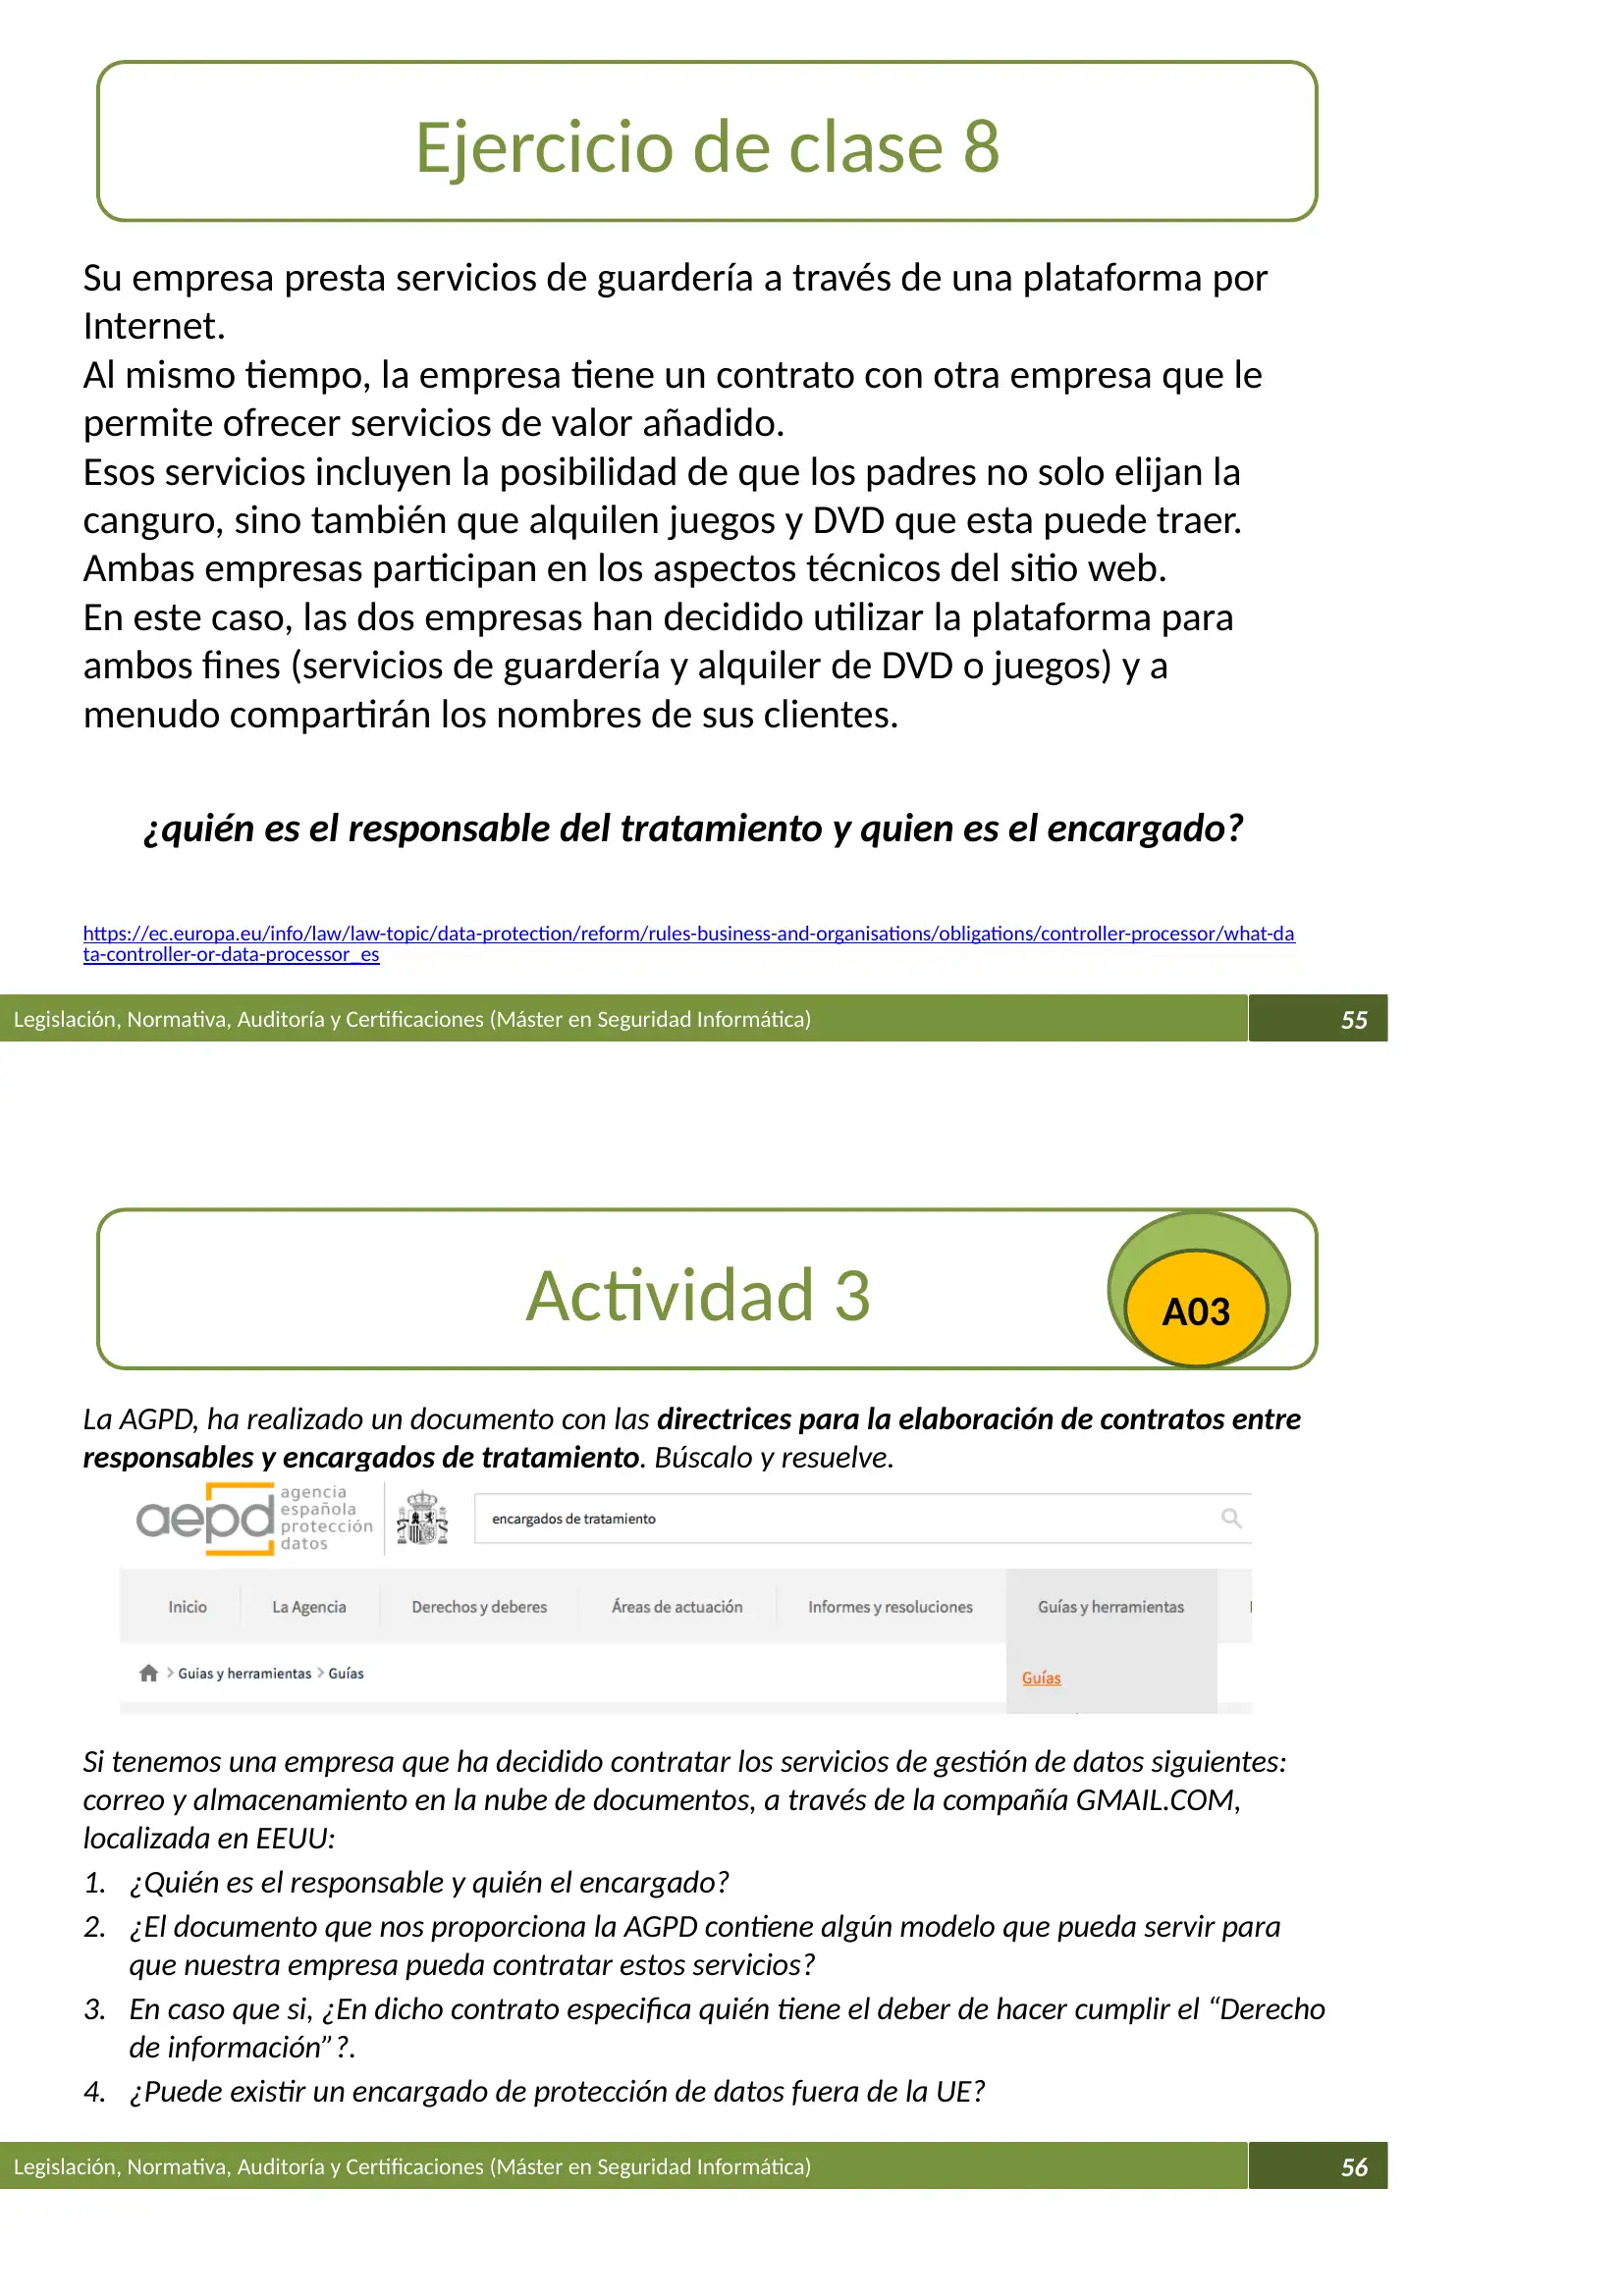 Ejercicio de clase 8
Su empresa presta servicios de guardería a través de una plataforma por
Internet.
Al mismo tiempo, la empresa tiene un contrato con otra empresa que le
permite ofrecer servicios de valor añadido.
Esos servicios incluyen la posibilidad de que los padres no solo elijan la
canguro, sino también que alquilen juegos y DVD que esta puede traer.
Ambas empresas participan en los aspectos técnicos del sitio web.
En este caso, las dos empresas han decidido utilizar la plataforma para
ambos fines (servicios de guardería y alquiler de DVD o juegos) y a
menudo compartirán los nombres de sus clientes.
¿quién es el responsable del tratamiento y quien es el encargado?
https://ec.europa.eu/info/law/law-topic/data-protection/reform/rules-business-and-organisations/obligations/controller-processor/what-da
ta-controller-or-data-processor_es
Legislación, Normativa, Auditoría y Certificaciones (Máster en Seguridad Informática) 55
Actividad 3
A03
La AGPD, ha realizado un documento con las directrices para la elaboración de contratos entre
responsables y encargados de tratamiento. Búscalo y resuelve.
aepd
agencia
española
protección
datos
encargados de tratamiento
Inicio La Agencia Derechos y deberes Áreas de actuación Informes y resoluciones Guías y herramientas
Guias y herramientas > Guías
Guías
Si tenemos una empresa que ha decidido contratar los servicios de gestión de datos siguientes:
correo y almacenamiento en la nube de documentos, a través de la compañía GMAIL.COM,
localizada en EEUU:
1. ¿Quién es el responsable y quién el encargado?
2. ¿El documento que nos proporciona la AGPD contiene algún modelo que pueda servir para
que nuestra empresa pueda contratar estos servicios?
3. En caso que si, ¿En dicho contrato especifica quién tiene el deber de hacer cumplir el “Derecho
de información”?.
4. ¿Puede existir un encargado de protección de datos fuera de la UE?
Legislación, Normativa, Auditoría y Certificaciones (Máster en Seguridad Informática) 56